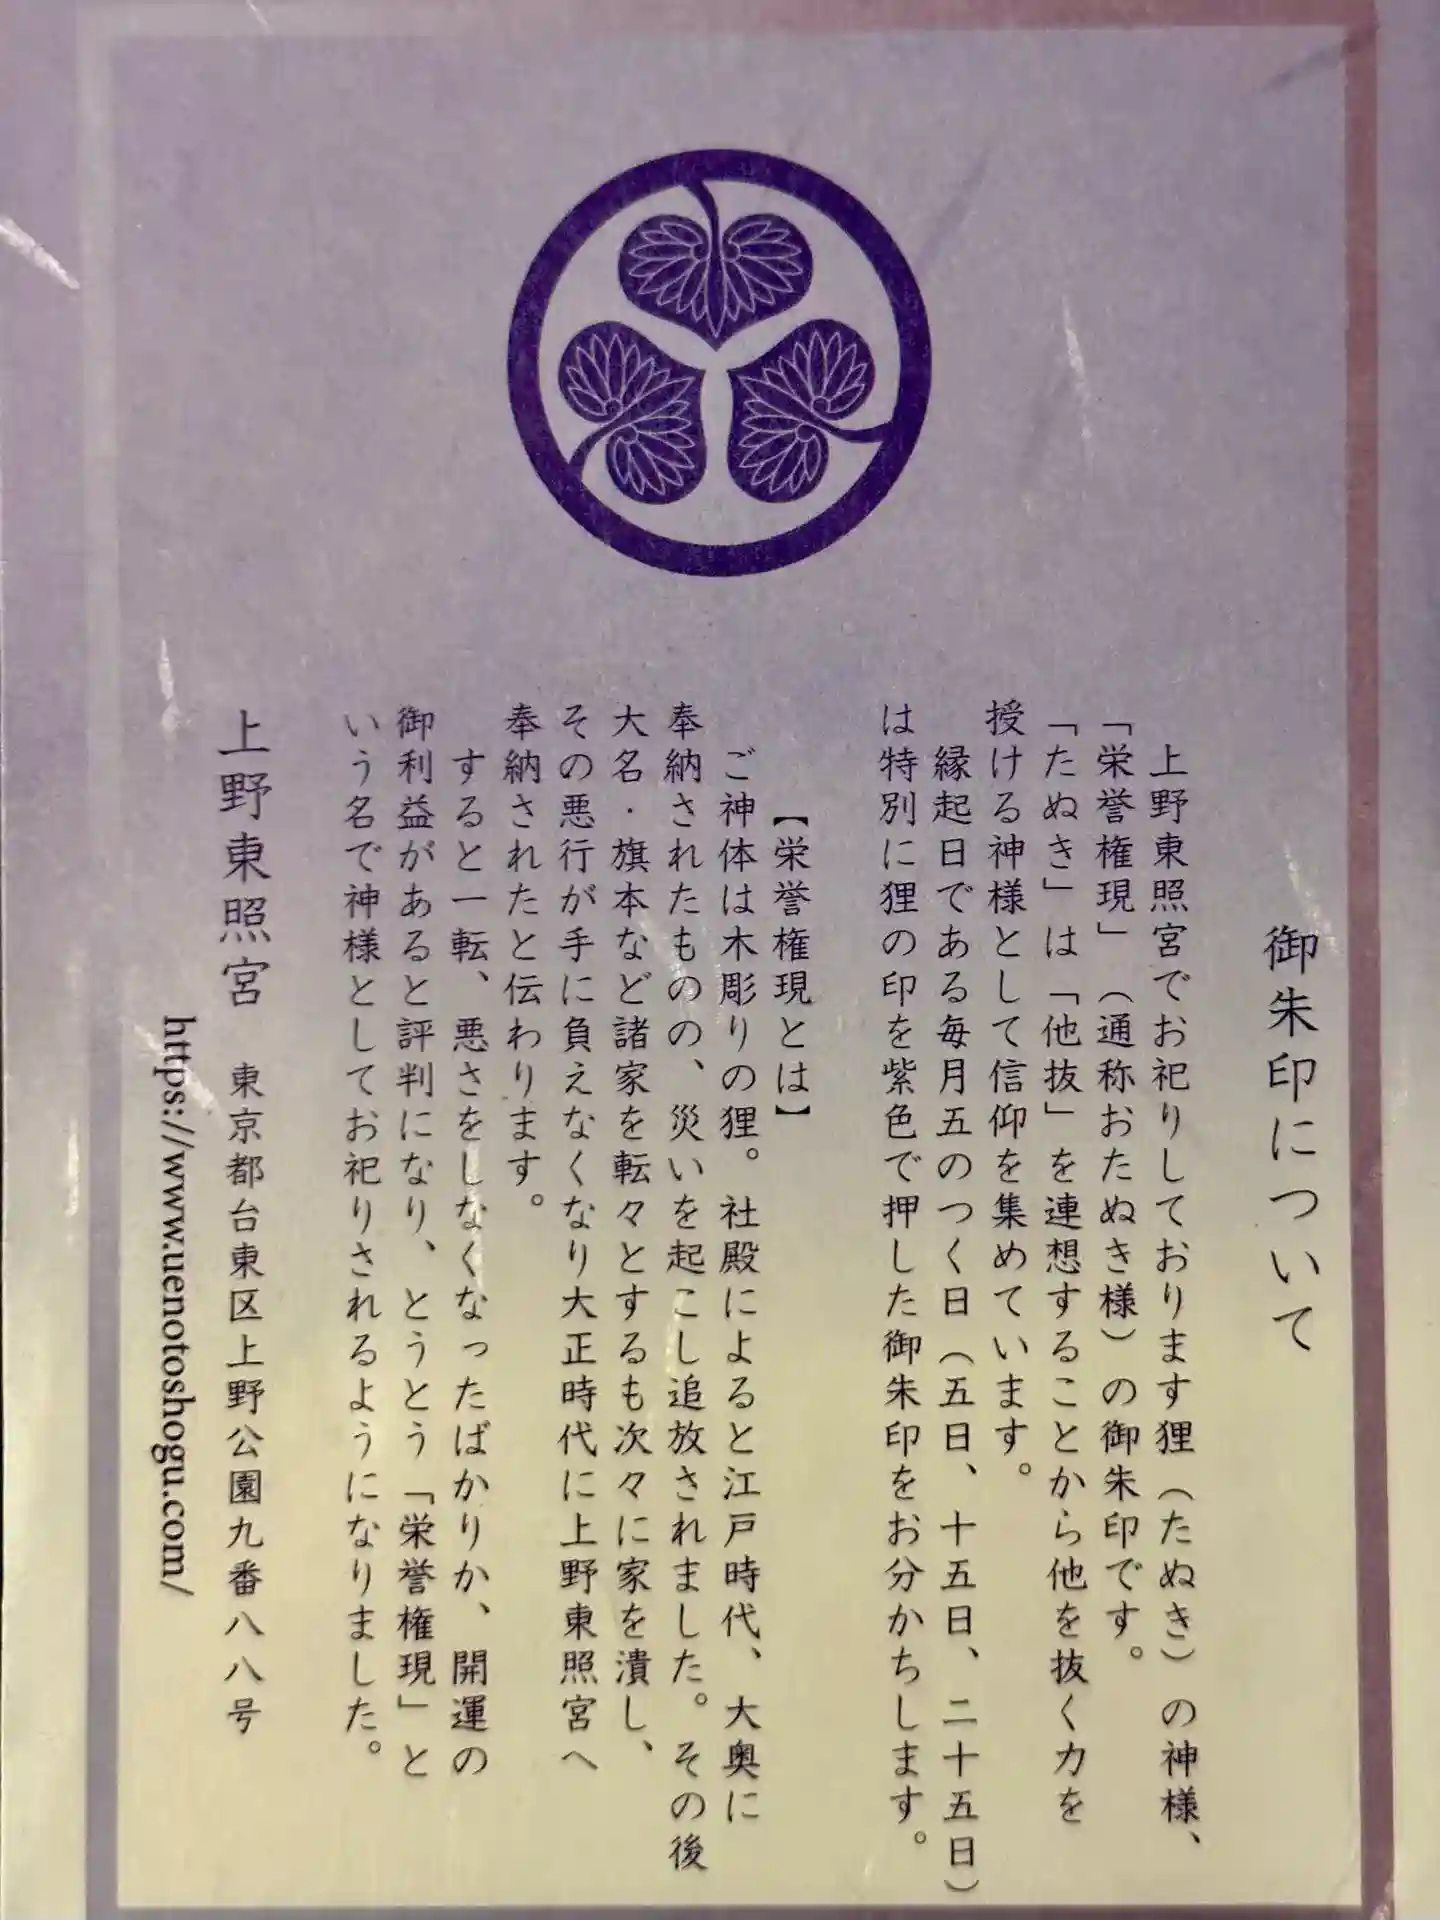 御朱印について
上野東照宮でお祀りしております狸（たぬき）の神様、
「栄誉権現」（通称おたぬき様）の御朱印です。
「たぬき」は「他抜」を連想することから他を抜く力を
授ける神様として信仰を集めています。
縁起日である毎月五のつく日（五日、十五日、二十五日）
は特別に狸の印を紫色で押した御朱印をお分かちします。
【栄誉権現とは】
ご神体は木彫りの狸。社殿によると江戸時代、大奥に
奉納されたものの、災いを起こし追放されました。その後
大名・旗本など諸家を転々とするも次々に家を潰し、
その悪行が手に負えなくなり大正時代に上野東照宮へ
奉納されたと伝わります。
すると一転、悪さをしなくなったばかりか、開運の
御利益があると評判になり、とうとう「栄誉権現」と
いう名で神様としてお祀りされるようになりました。
上野東照宮 東京都台東区上野公園九番八八号
https://www.uenotoshogu.com/